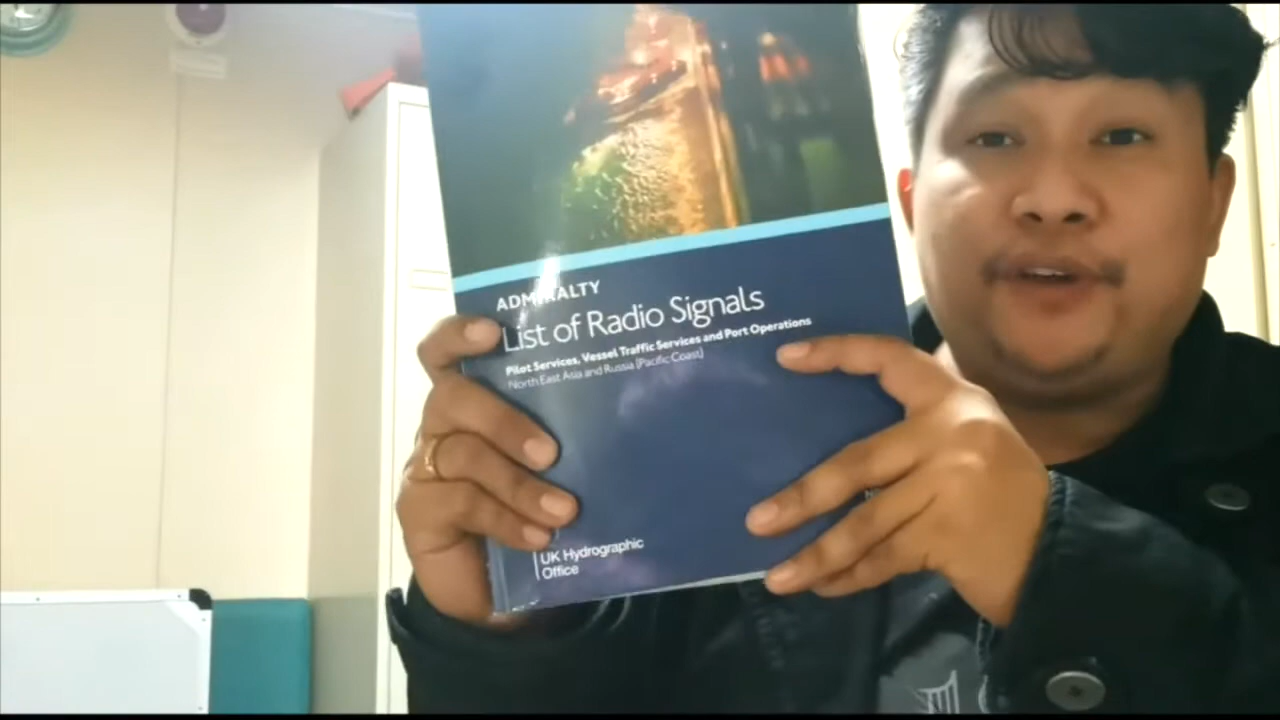 ADMIRALTY
List of Radio Signals
Pilot Services, Vessel Traffic Services and Port Operations
North East Asia and Russia (Pacific Coast)
UK Hydrographic
Office